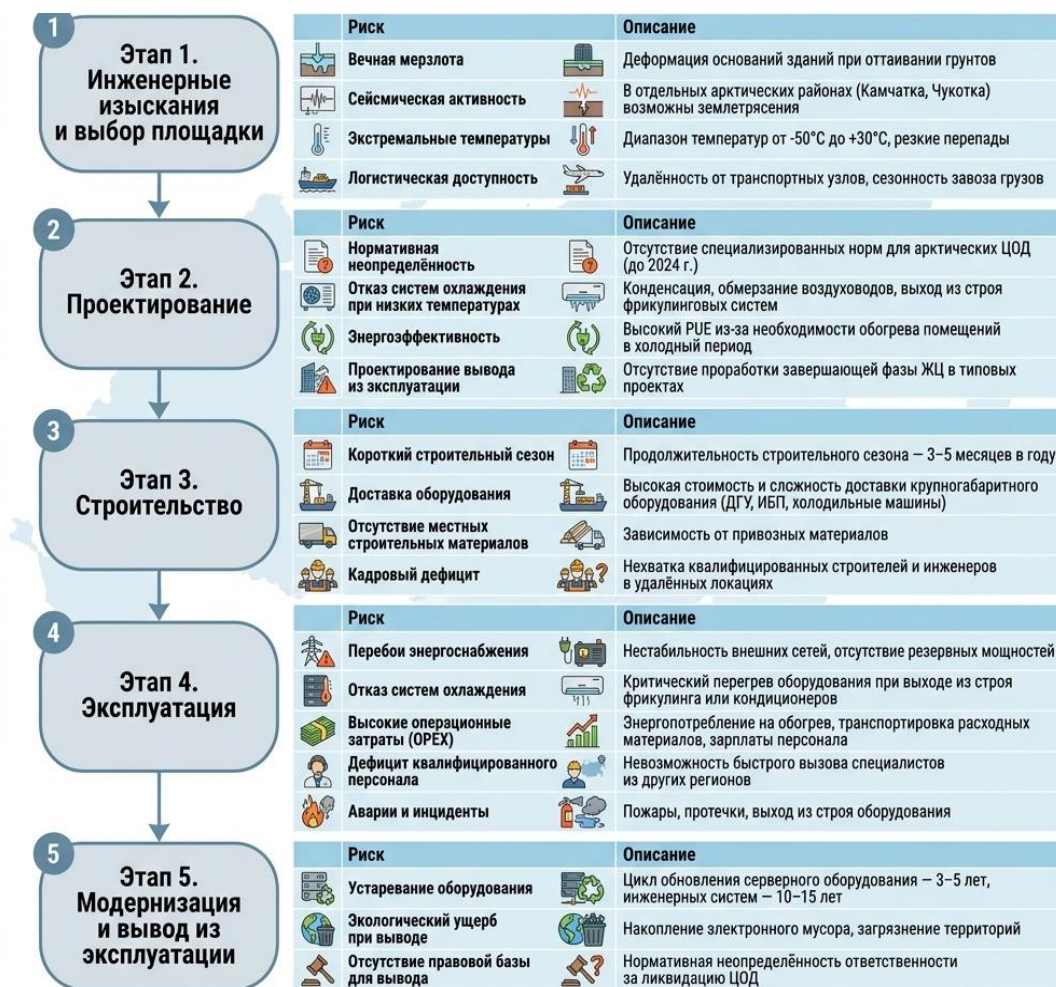 1
Этап 1.
Инженерные
изыскания
и выбор площадки
Риск Описание
Вечная мерзлота Деформация оснований зданий при оттаивании грунтов
Сейсмическая активность В отдельных арктических районах (Камчатка, Чукотка)
возможны землетрясения
Экстремальные температуры Диапазон температур от -50°C до +30°C, резкие перепады
Логистическая доступность Удалённость от транспортных узлов, сезонность завоза грузов
2
Этап 2.
Проектирование
Риск Описание
Нормативная
неопределённость
Отсутствие специализированных норм для арктических ЦОД
(до 2024 г.)
Отказ систем охлаждения
при низких температурах
Конденсация, обмерзание воздуховодов, выход из строя
фрикулинговых систем
Энергоэффективность
Высокий PUE из-за необходимости обогрева помещений
в холодный период
Проектирование вывода
из эксплуатации
Отсутствие проработки завершающей фазы ЖЦ в типовых
проектах
3
Этап 3.
Строительство
Риск Описание
Короткий строительный сезон Продолжительность строительного сезона — 3–5 месяцев в году
Доставка оборудования
Высокая стоимость и сложность доставки крупногабаритного
оборудования (ДГУ, ИБП, холодильные машины)
Отсутствие местных
строительных материалов
Зависимость от привозных материалов
Кадровый дефицит
Нехватка квалифицированных строителей и инженеров
в удалённых локациях
4
Этап 4.
Эксплуатация
Риск Описание
Перебои энергоснабжения Нестабильность внешних сетей, отсутствие резервных мощностей
Отказ систем охлаждения
Критический перегрев оборудования при выходе из строя
фрикулинга или кондиционеров
Высокие операционные
затраты (OPEX)
Энергопотребление на обогрев, транспортировка расходных
материалов, зарплаты персонала
Дефицит квалифицированного
персонала
Невозможность быстрого вызова специалистов
из других регионов
Аварии и инциденты Пожары, протечки, выход из строя оборудования
5
Этап 5.
Модернизация
и вывод из
эксплуатации
Риск Описание
Устаревание оборудования
Цикл обновления серверного оборудования — 3–5 лет,
инженерных систем — 10–15 лет
Экологический ущерб
при выводе
Накопление электронного мусора, загрязнение территорий
Отсутствие правовой базы
для вывода
Нормативная неопределённость ответственности
за ликвидацию ЦОД